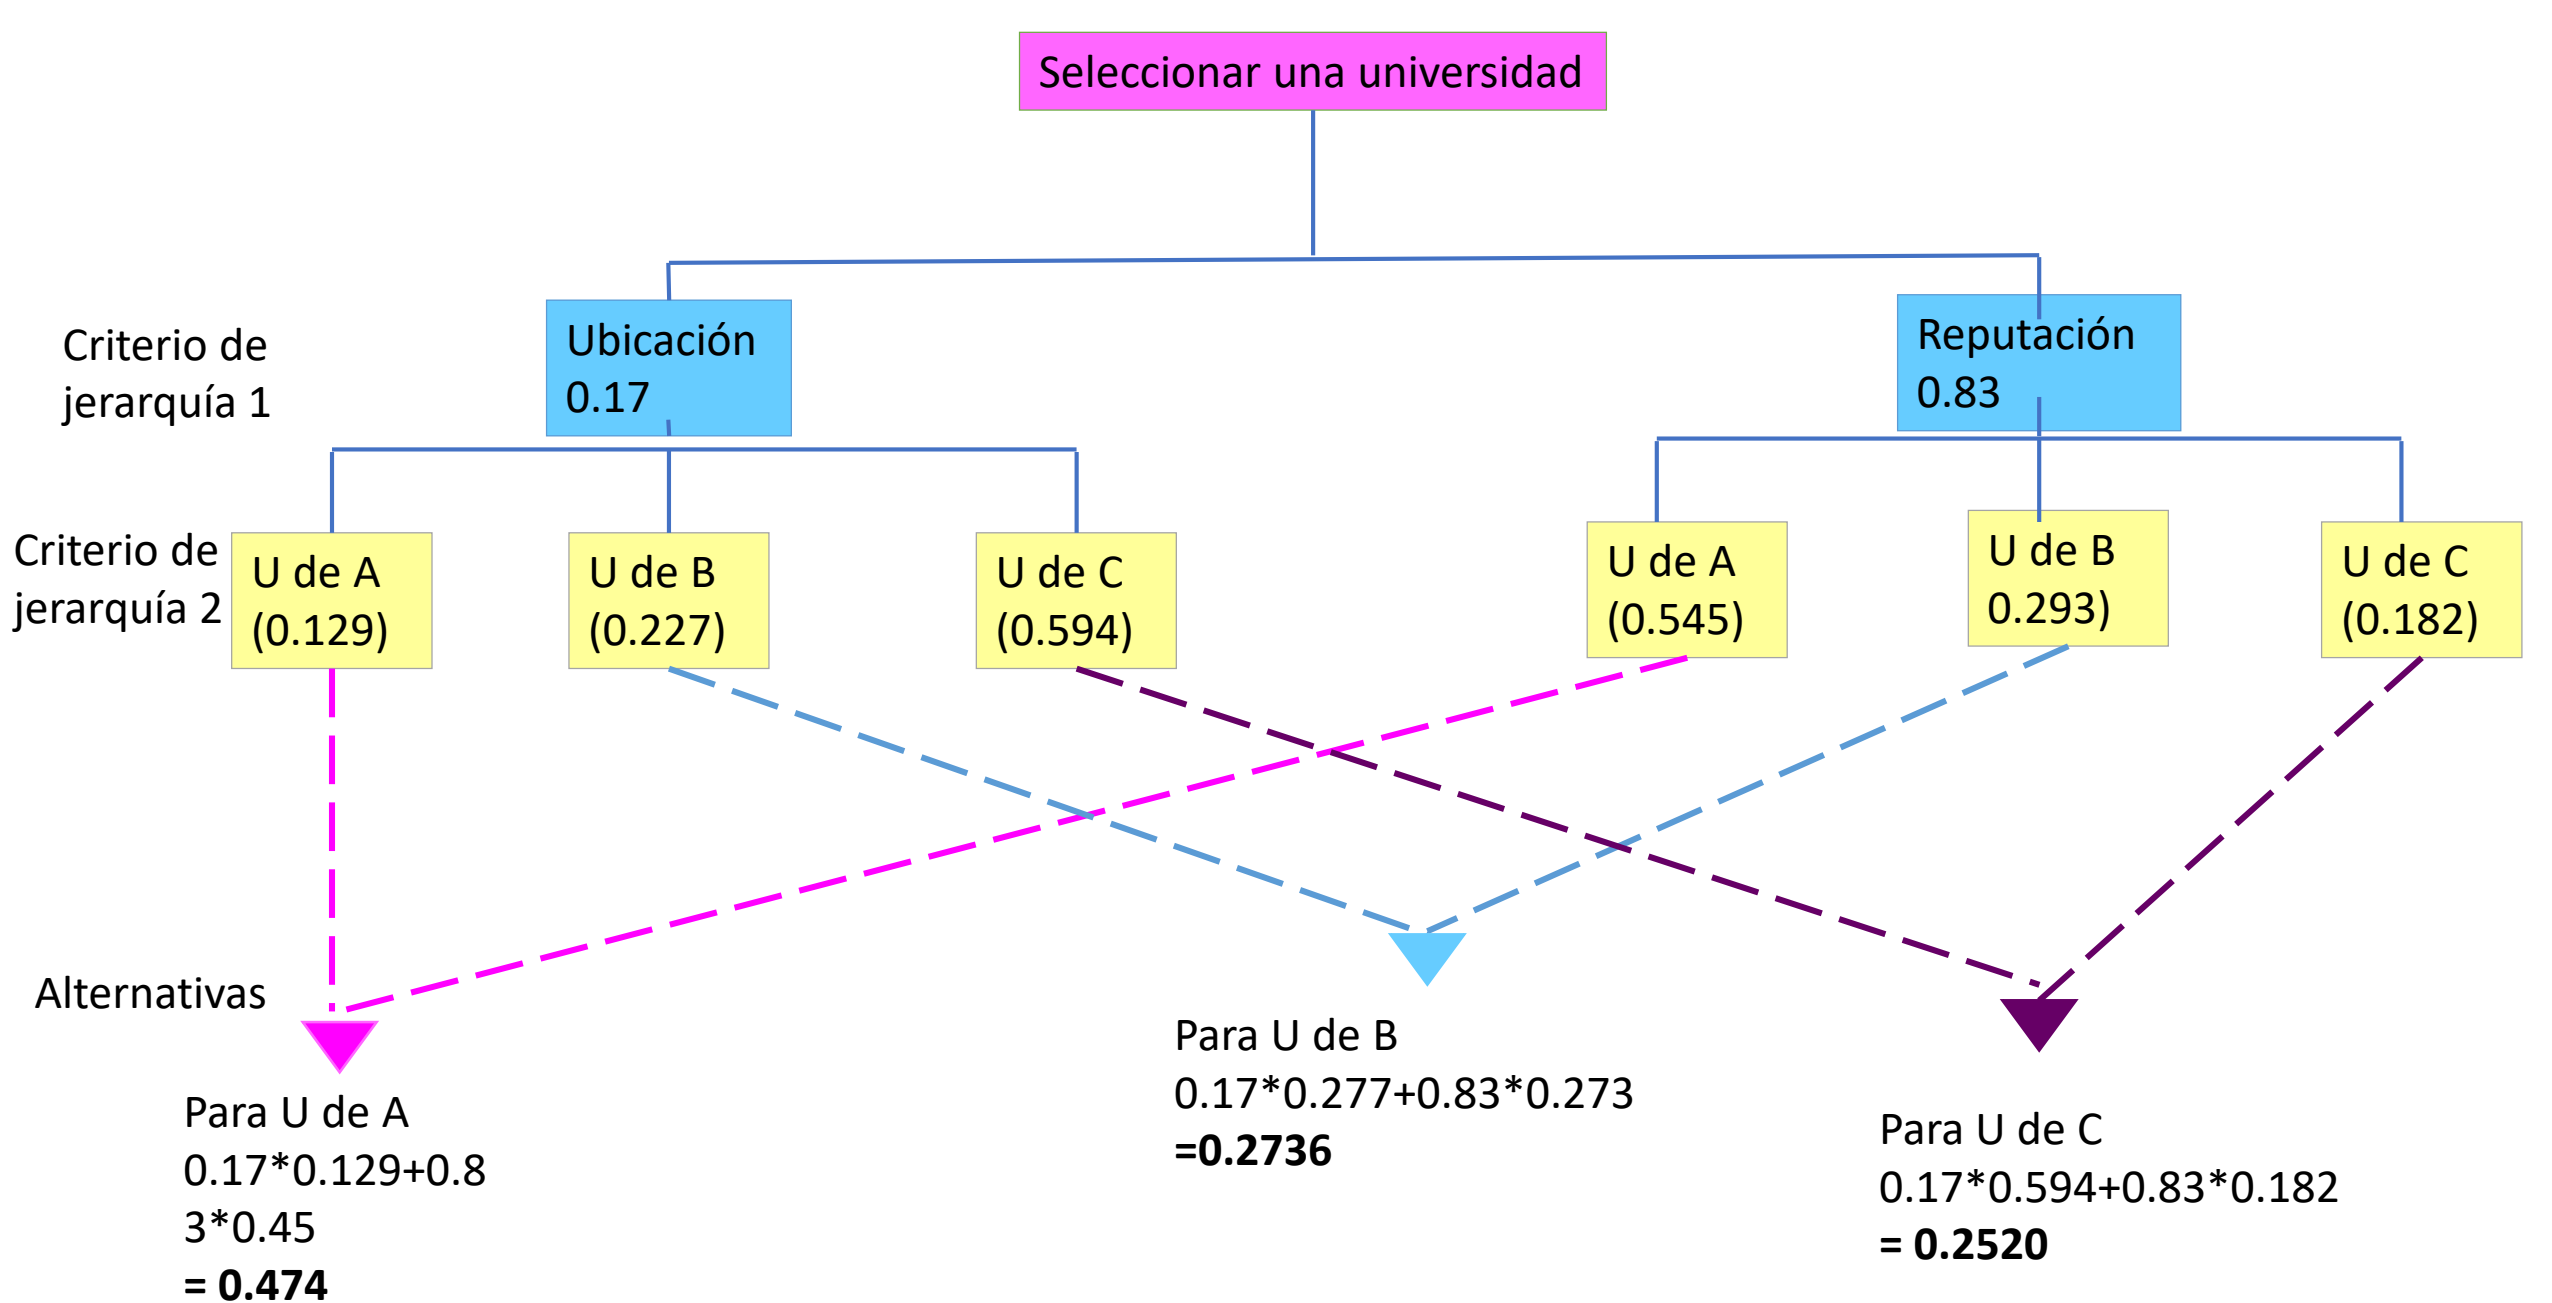 Seleccionar una universidad
Criterio de
jerarquía 1
Ubicación
0.17
Reputación
0.83
Criterio de
jerarquía 2
U de A
(0.129)
U de B
(0.227)
U de C
(0.594)
U de A
(0.545)
U de B
0.293)
U de C
(0.182)
Alternativas
Para U de A
0.17*0.129+0.8
3*0.45
= 0.474
Para U de B
0.17*0.277+0.83*0.273
=0.2736
Para U de C
0.17*0.594+0.83*0.182
= 0.2520